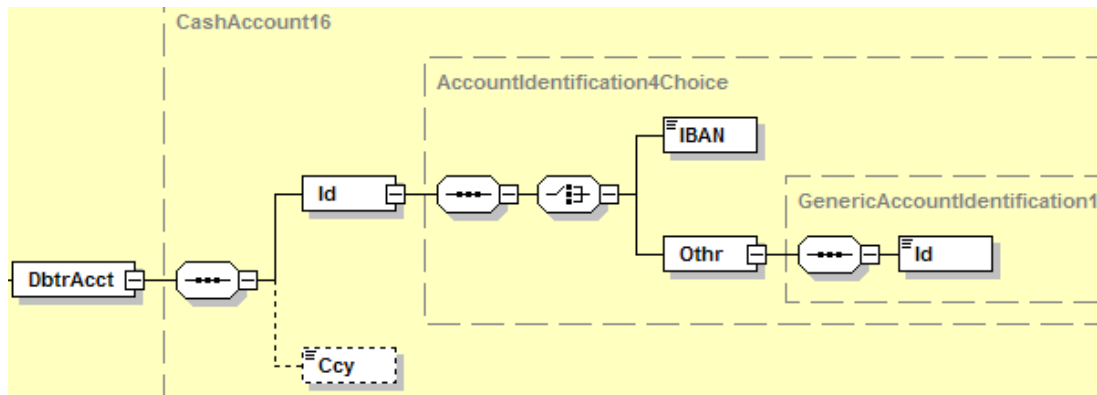 CashAccount16
AccountIdentification4Choice
IBAN
Id
GenericAccountIdentification1
Othr
Id
DbtrAcct
Ccy